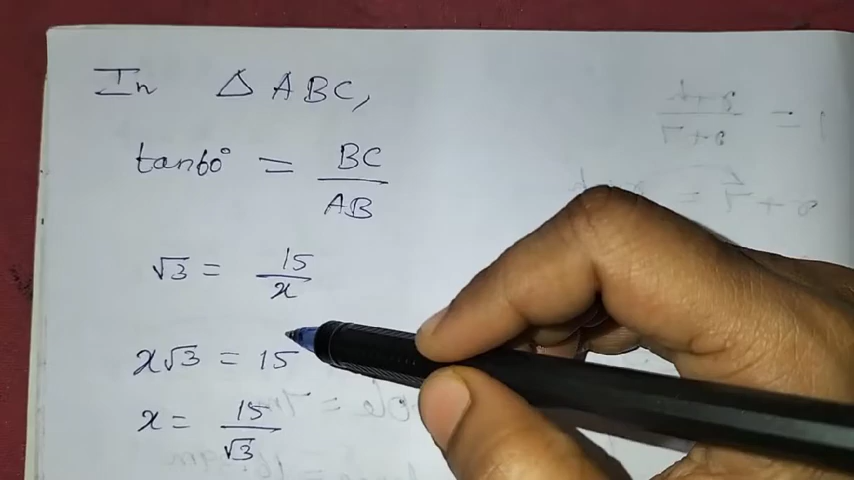 In △ ABC,
tan60° = BC/AB
√3 = 15/x
x√3 = 15
x = 15/√3